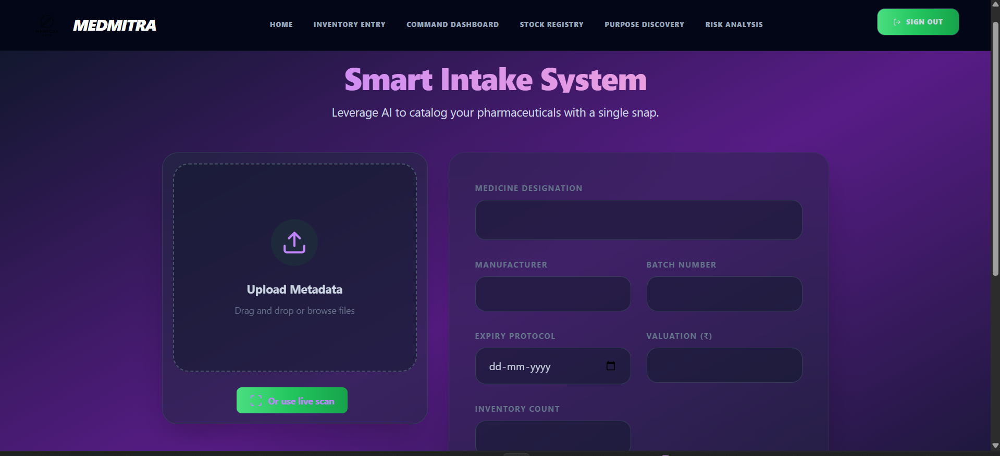 MEDMITRA
HOME
INVENTORY ENTRY
COMMAND DASHBOARD
STOCK REGISTRY
PURPOSE DISCOVERY
RISK ANALYSIS
SIGN OUT
Smart Intake System
Leverage AI to catalog your pharmaceuticals with a single snap.
Upload Metadata
Drag and drop or browse files
Or use live scan
MEDICINE DESIGNATION
MANUFACTURER
BATCH NUMBER
EXPIRY PROTOCOL
VALUATION (₹)
dd-mm-yyyy
INVENTORY COUNT